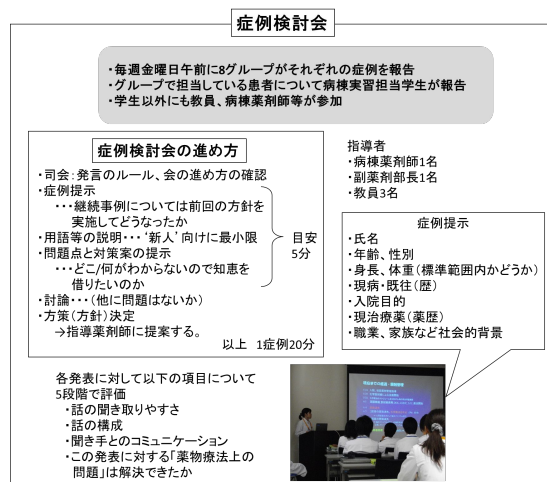 症例検討会
・毎週金曜日午前に8グループがそれぞれの症例を報告
・グループで担当している患者について病棟実習担当学生が報告
・学生以外にも教員、病棟薬剤師等が参加
症例検討会の進め方
・司会：発言のルール、会の進め方の確認
・症例提示
・・・継続事例については前回の方針を
実施してどうなったか
・用語等の説明・・・‘新人’向けに最小限
・問題点と対策案の提示
・・・どこ/何がわからないので知恵を
借りたいのか
・討論・・・（他に問題はないか）
・方策（方針）決定
→指導薬剤師に提案する。
目安
5分
以上　1症例20分
指導者
・病棟薬剤師1名
・副薬剤部長1名
・教員3名
症例提示
・氏名
・年齢、性別
・身長、体重（標準範囲内かどうか）
・現病・既往（歴）
・入院目的
・現治療薬（薬歴）
・職業、家族など社会的背景
各発表に対して以下の項目について
5段階で評価
・話の聞き取りやすさ
・話の構成
・聞き手とのコミュニケーション
・この発表に対する「薬物療法上の
問題」は解決できたか